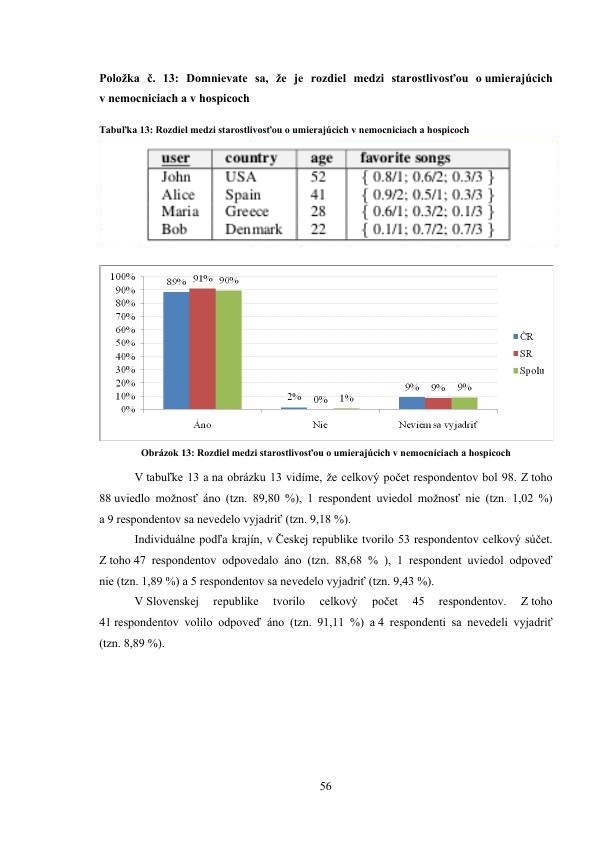 Položka č. 13: Domnievate sa, že je rozdiel medzi starostlivosťou o umierajúcich
v nemocniciach a v hospicoch
Tabuľka 13: Rozdiel medzi starostlivosťou o umierajúcich v nemocniciach a hospicoch
user country age favorite songs
John USA 52 { 0.8/1; 0.6/2; 0.3/3 }
Alice Spain 41 { 0.9/2; 0.5/1; 0.3/3 }
Maria Greece 28 { 0.6/1; 0.3/2; 0.1/3 }
Bob Denmark 22 { 0.1/1; 0.7/2; 0.7/3 }
100%
90%
80%
70%
60%
50%
40%
30%
20%
10%
0%
89% 91% 90%
2% 0% 1%
9% 9% 9%
Áno Nie Neviem sa vyjadriť
ČR
SR
Spolu
Obrázok 13: Rozdiel medzi starostlivosťou o umierajúcich v nemocniciach a hospicoch
V tabuľke 13 a na obrázku 13 vidíme, že celkový počet respondentov bol 98. Z toho
88 uviedlo možnosť áno (tzn. 89,80 %), 1 respondent uviedol možnosť nie (tzn. 1,02 %)
a 9 respondentov sa nevedelo vyjadriť (tzn. 9,18 %).
Individuálne podľa krajín, v Českej republike tvorilo 53 respondentov celkový súčet.
Z toho 47 respondentov odpovedalo áno (tzn. 88,68 % ), 1 respondent uviedol odpoveď
nie (tzn. 1,89 %) a 5 respondentov sa nevedelo vyjadriť (tzn. 9,43 %).
V Slovenskej republike tvorilo celkový počet 45 respondentov. Z toho
41 respondentov volilo odpoveď áno (tzn. 91,11 %) a 4 respondenti sa nevedeli vyjadriť
(tzn. 8,89 %).
56